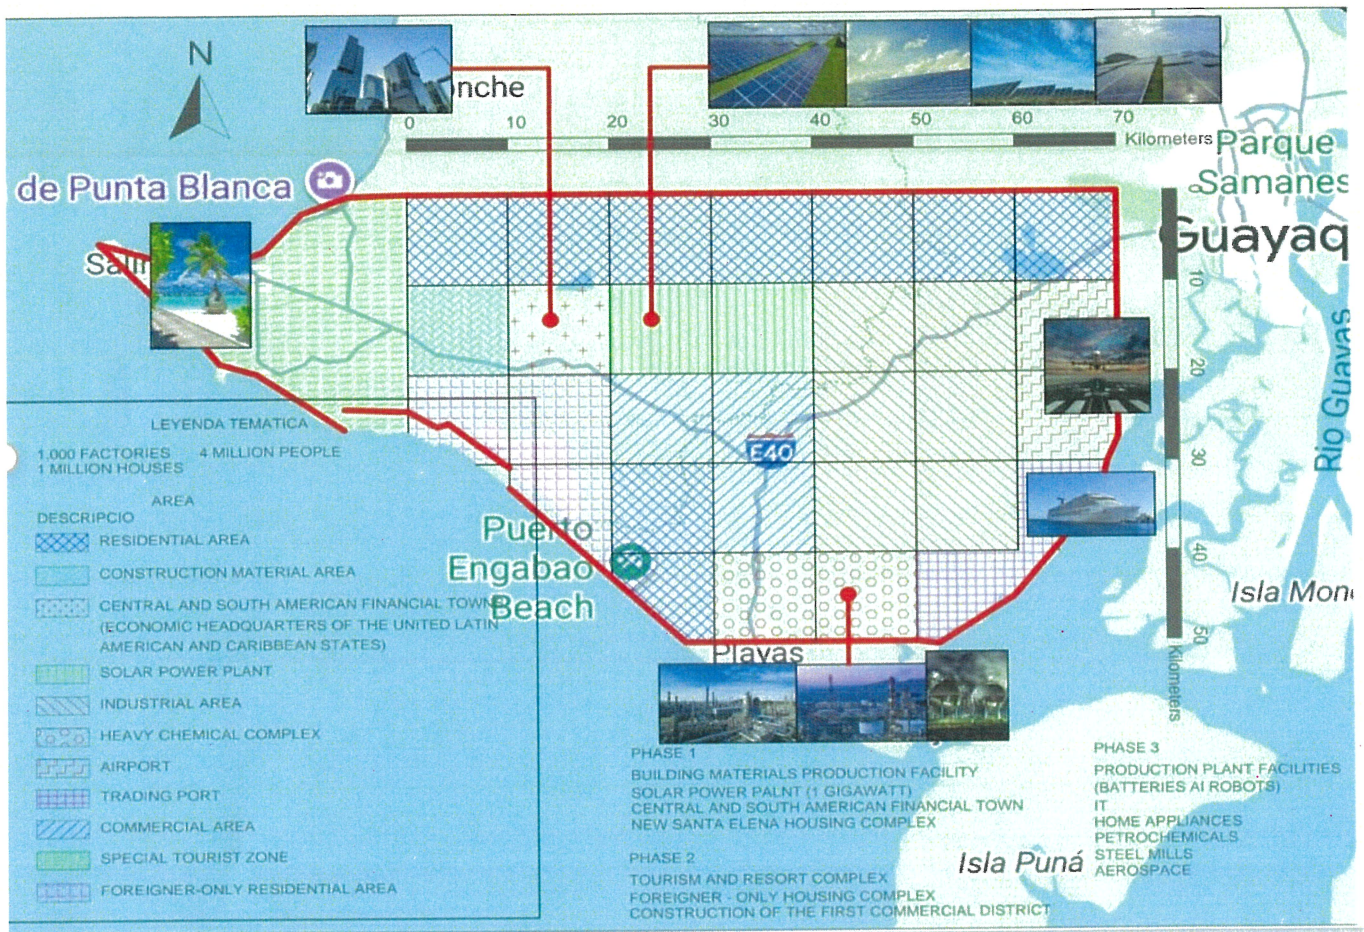 N
onche
0 10 20 30 40 50 60 70
Kilometers
Parque
Samanes
de Punta Blanca
Guayaq
Salin
0
10
20
30
40
50
Kilometers
Rio Guavas
E40
LEYENDA TEMATICA
1.000 FACTORIES 4 MILLION PEOPLE
1 MILLION HOUSES
AREA
DESCRIPCIO
RESIDENTIAL AREA
CONSTRUCTION MATERIAL AREA
CENTRAL AND SOUTH AMERICAN FINANCIAL TOWN
(ECONOMIC HEADQUARTERS OF THE UNITED LATIN
AMERICAN AND CARIBBEAN STATES)
SOLAR POWER PLANT
INDUSTRIAL AREA
HEAVY CHEMICAL COMPLEX
AIRPORT
TRADING PORT
COMMERCIAL AREA
SPECIAL TOURIST ZONE
FOREIGNER-ONLY RESIDENTIAL AREA
Puerto
Engabao
Beach
Playas
Isla Mon
PHASE 1
BUILDING MATERIALS PRODUCTION FACILITY
SOLAR POWER PALNT (1 GIGAWATT)
CENTRAL AND SOUTH AMERICAN FINANCIAL TOWN
NEW SANTA ELENA HOUSING COMPLEX
PHASE 2
TOURISM AND RESORT COMPLEX
FOREIGNER - ONLY HOUSING COMPLEX
CONSTRUCTION OF THE FIRST COMMERCIAL DISTRICT
PHASE 3
PRODUCTION PLANT FACILITIES
(BATTERIES AI ROBOTS)
IT
HOME APPLIANCES
PETROCHEMICALS
STEEL MILLS
AEROSPACE
Isla Puná